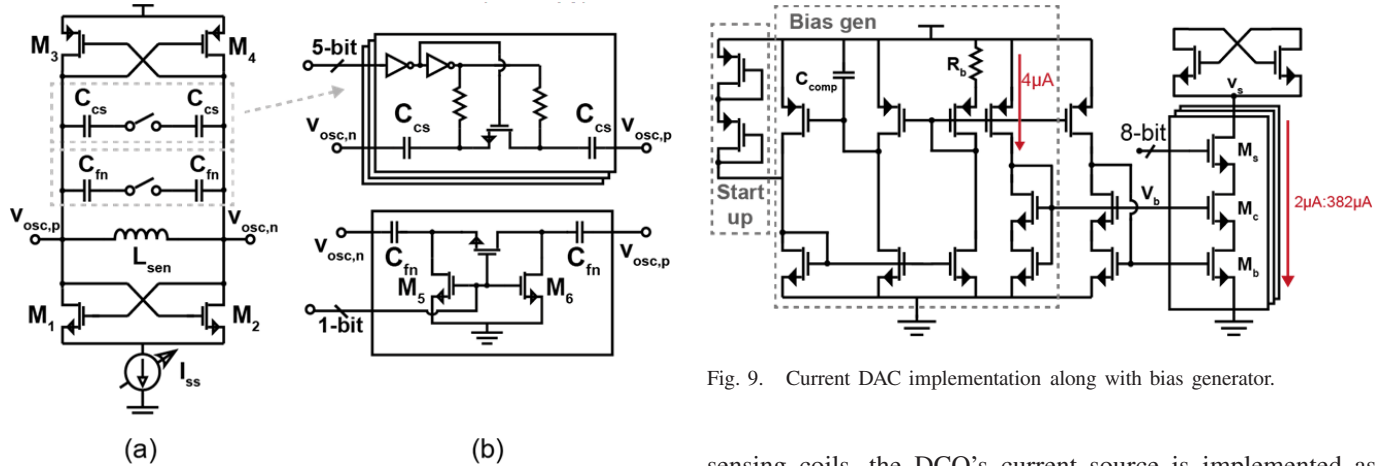 M3
M4
Ccs
Ccs
Cfn
Cfn
vosc,p
vosc,n
Lsen
M1
M2
Iss
(a)
5-bit
Ccs
Ccs
vosc,n
vosc,p
vosc,n
Cfn
Cfn
vosc,p
M5
M6
1-bit
(b)
Bias gen
Ccomp
Rb
4µA
Start
up
vs
8-bit
Ms
Vb
Mc
2µA:382µA
Mb
Fig. 9. Current DAC implementation along with bias generator.
sensing coils, the DCO's current source is implemented as